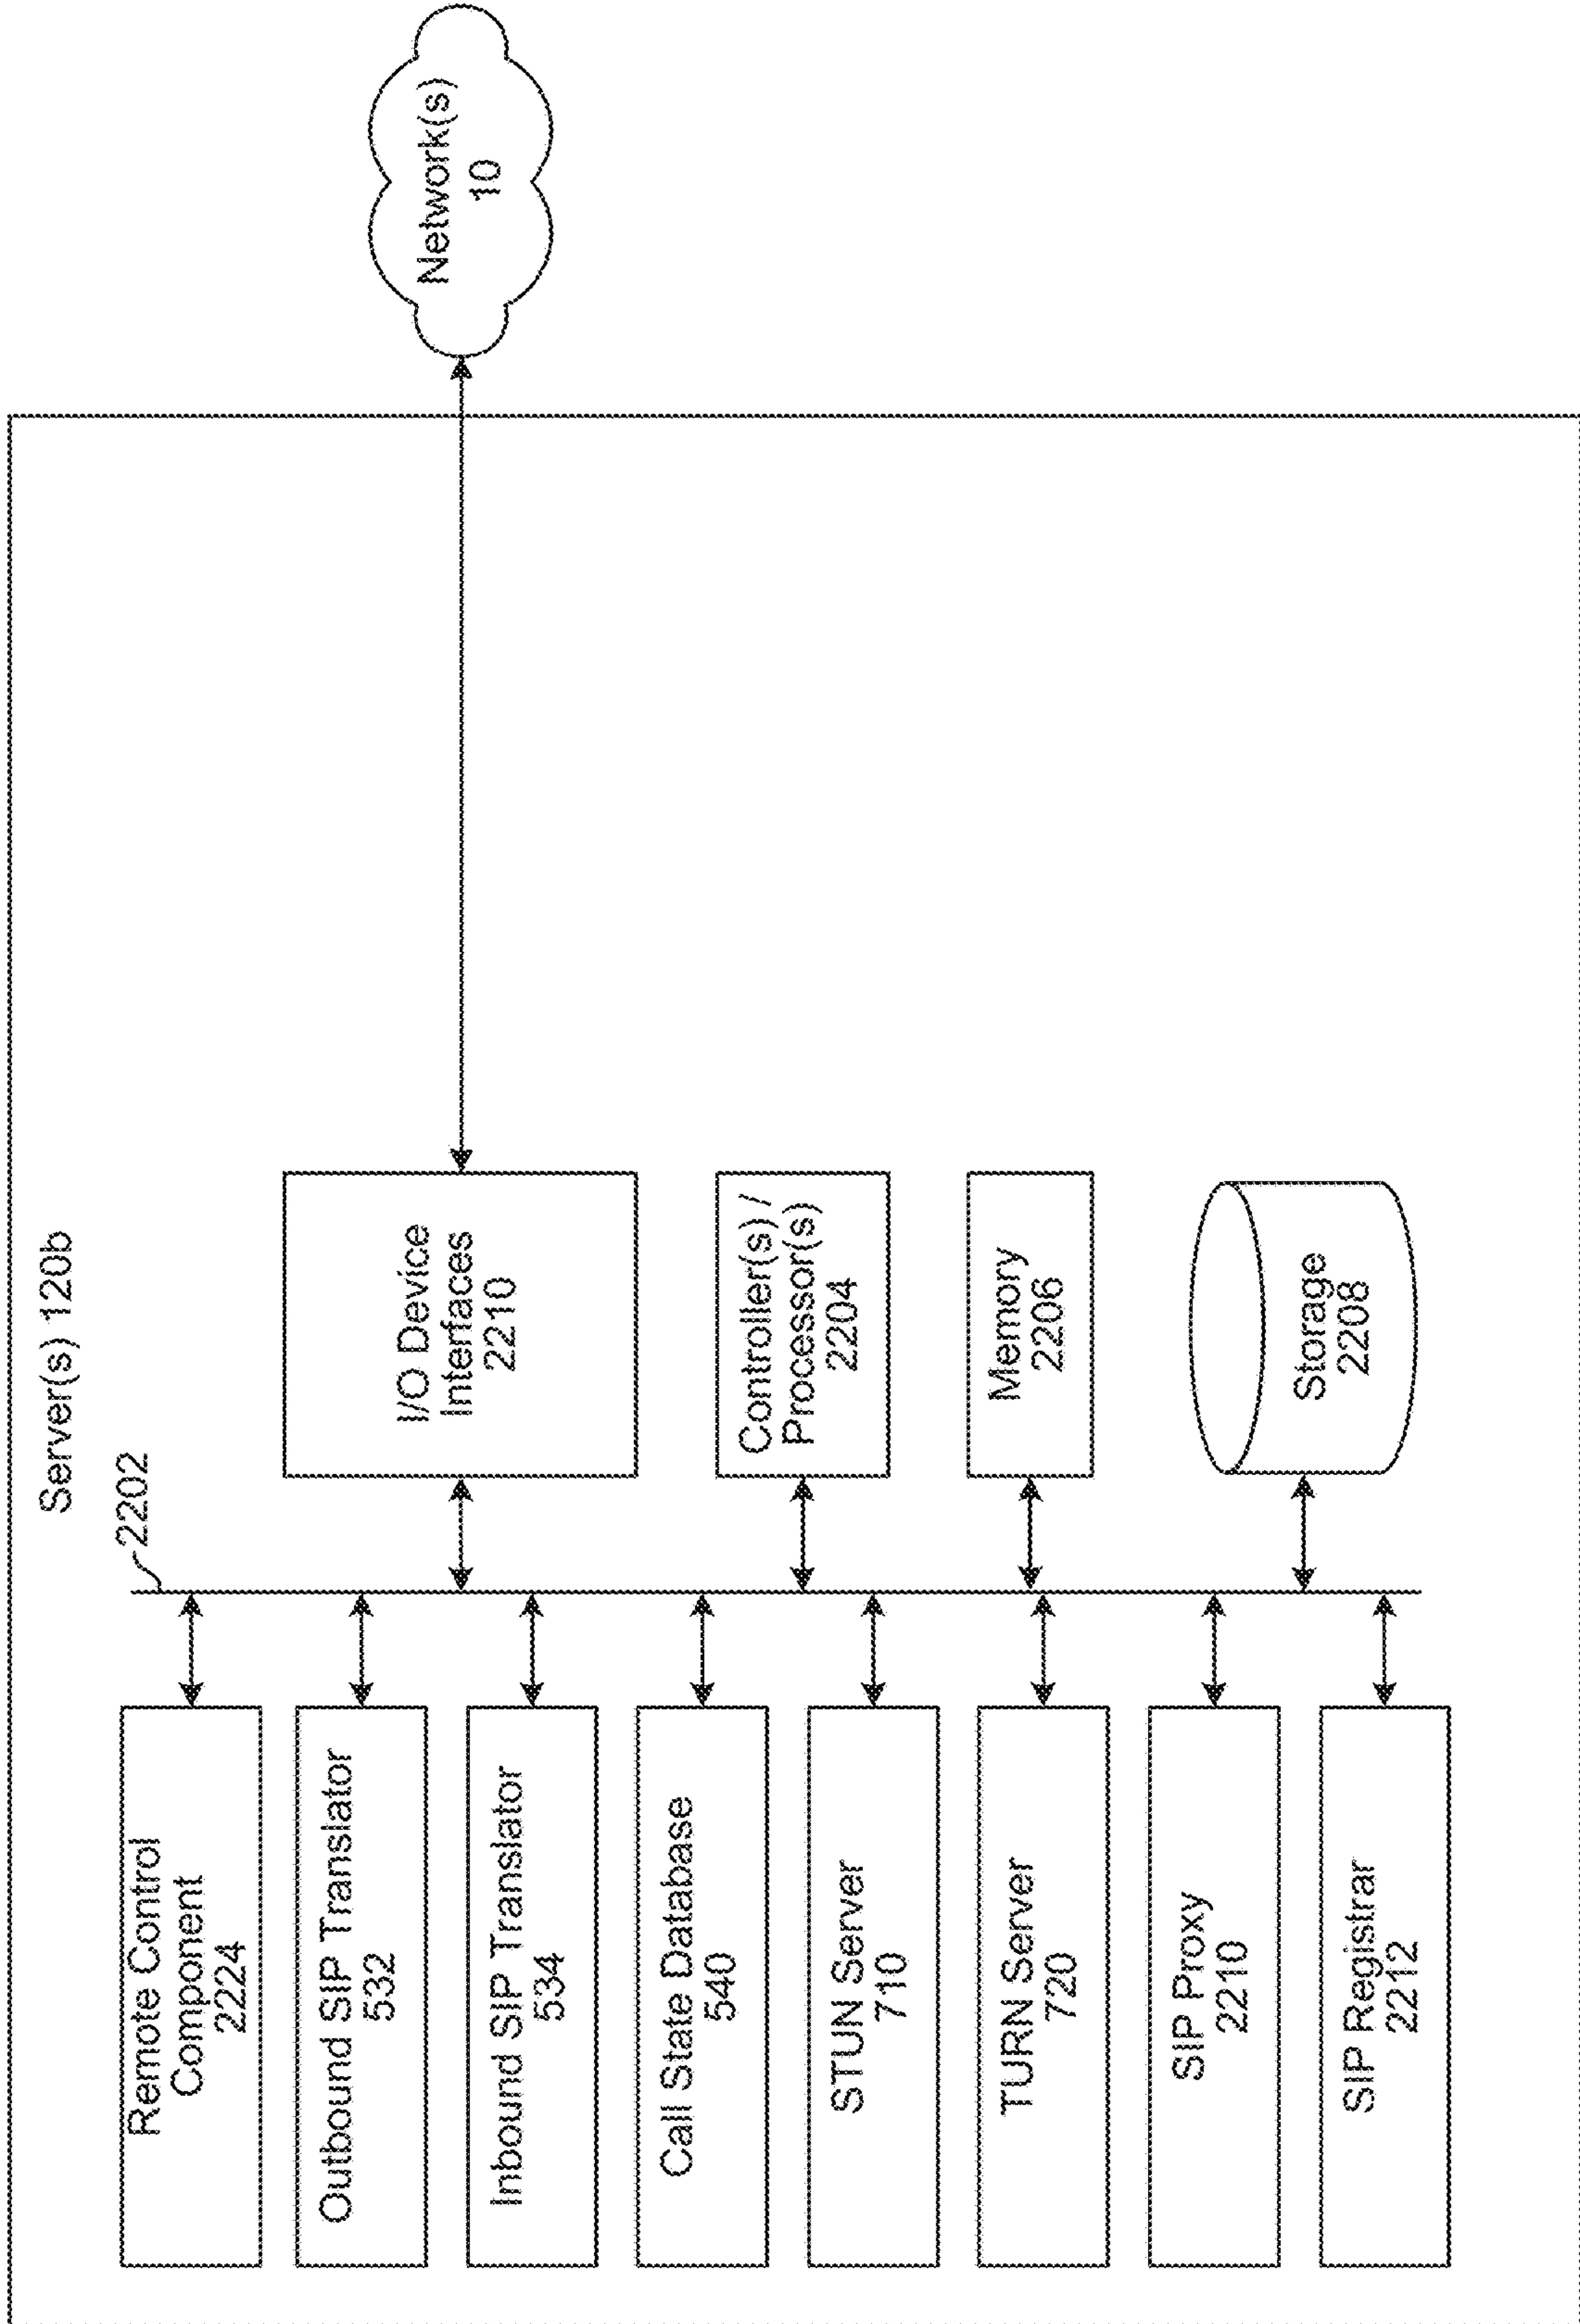 Server(s) 120b
2202
Remote Control
Component
2224
Outbound SIP Translator
532
Inbound SIP Translator
534
Call State Database
540
STUN Server
710
TURN Server
720
SIP Proxy
2210
SIP Registrar
2212
I/O Device
Interfaces
2210
Controller(s) /
Processor(s)
2204
Memory
2206
Storage
2208
Network(s)
10